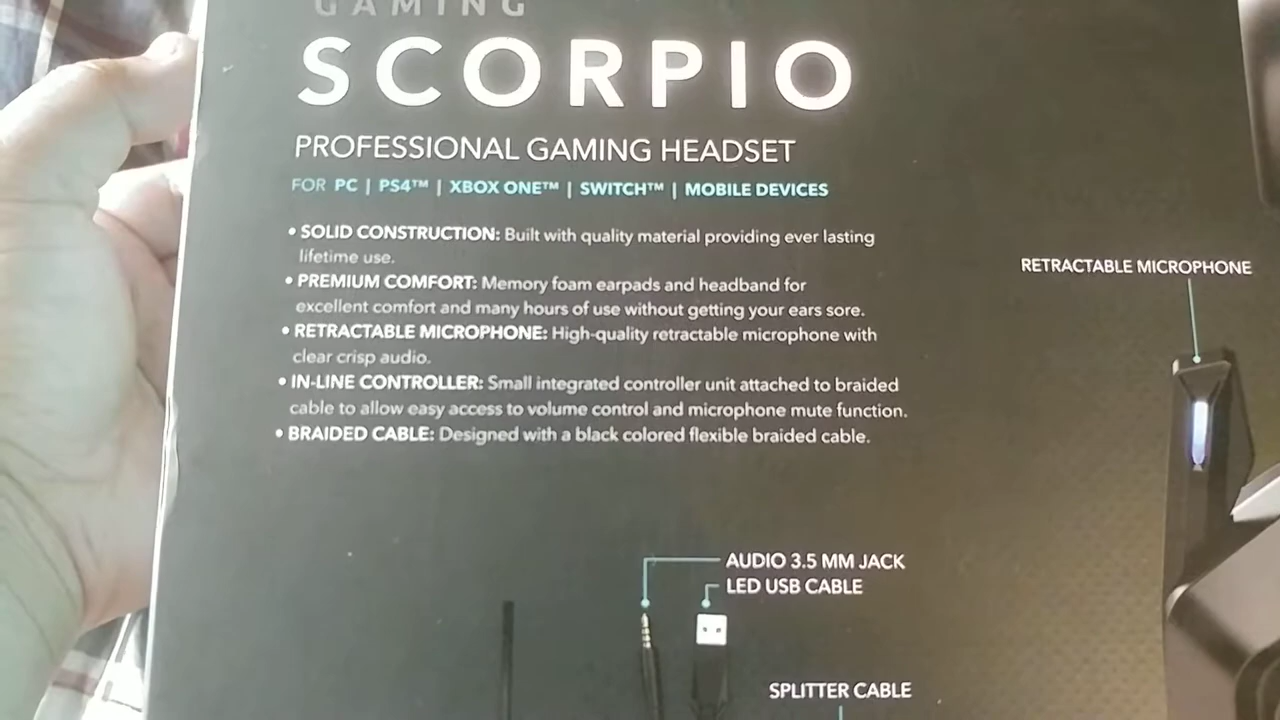 GAMING
SCORPIO
PROFESSIONAL GAMING HEADSET
FOR PC | PS4™ | XBOX ONE™ | SWITCH™ | MOBILE DEVICES
• SOLID CONSTRUCTION: Built with quality material providing ever lasting
lifetime use.
• PREMIUM COMFORT: Memory foam earpads and headband for
excellent comfort and many hours of use without getting your ears sore.
• RETRACTABLE MICROPHONE: High-quality retractable microphone with
clear crisp audio.
• IN-LINE CONTROLLER: Small integrated controller unit attached to braided
cable to allow easy access to volume control and microphone mute function.
• BRAIDED CABLE: Designed with a black colored flexible braided cable.
RETRACTABLE MICROPHONE
AUDIO 3.5 MM JACK
LED USB CABLE
SPLITTER CABLE